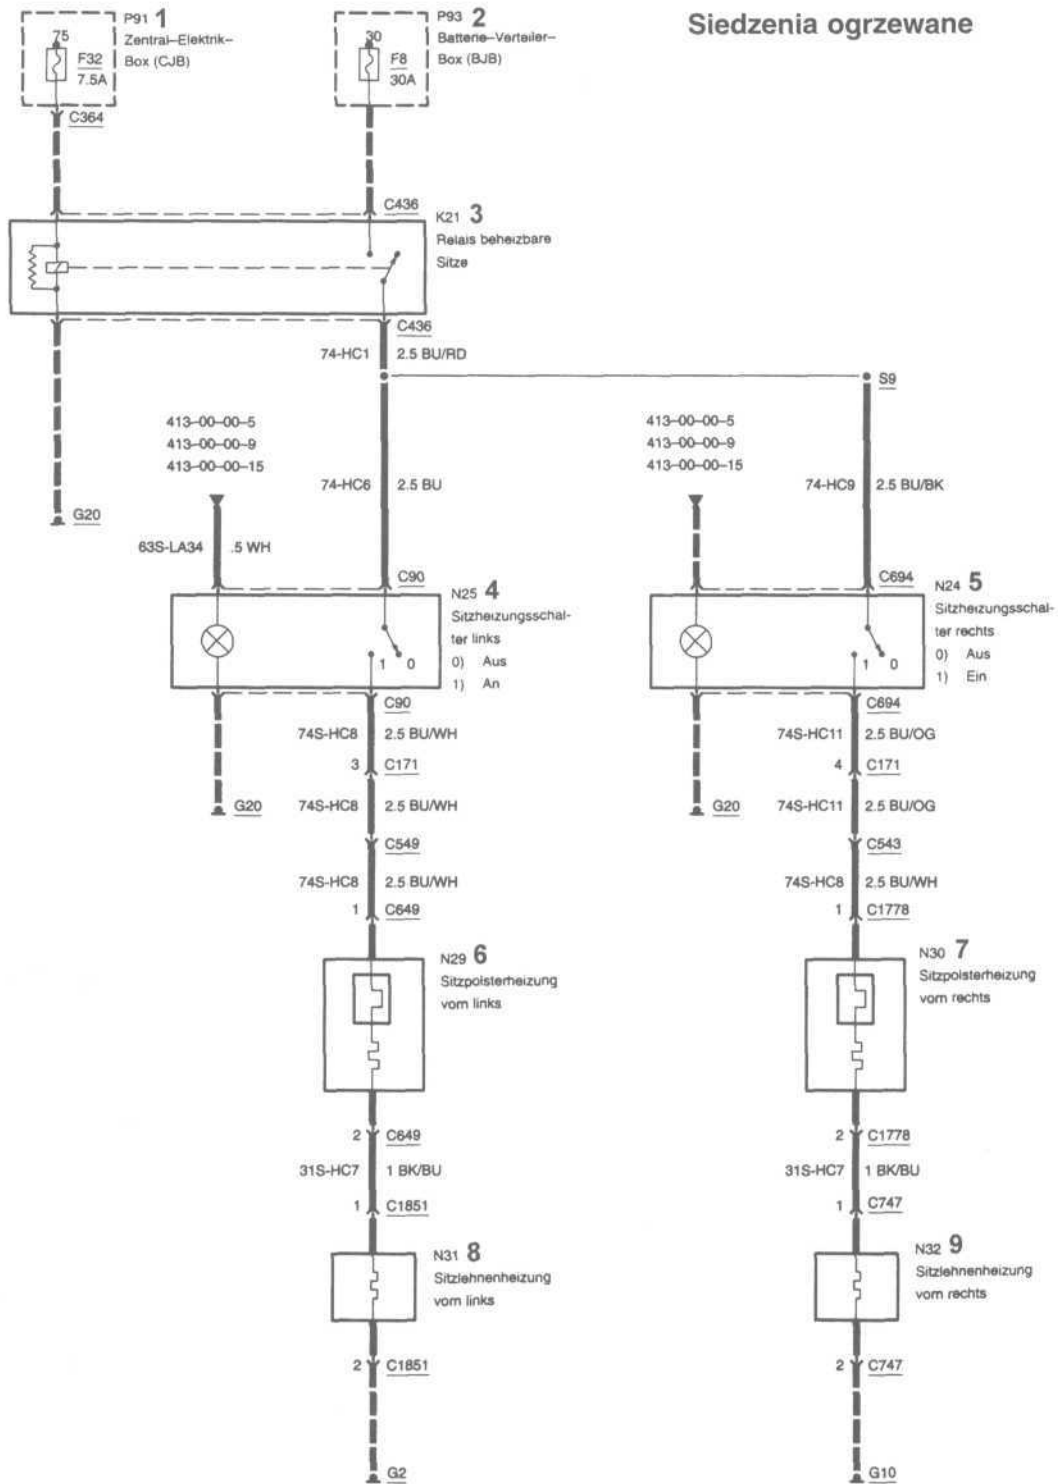 Siedzenia ogrzewane
P91 1
Zentral–Elektrik–
Box (CJB)
75
F32
7.5A
C364
P93 2
Batterie–Verteiler–
Box (BJB)
30
F8
30A
C436
K21 3
Relais beheizbare
Sitze
C436
74-HC1 2.5 BU/RD
S9
413–00–00–5
413–00–00–9
413–00–00–15
413–00–00–5
413–00–00–9
413–00–00–15
74-HC6 2.5 BU
74-HC9 2.5 BU/BK
G20
63S-LA34 .5 WH
C90
C694
N25 4
Sitzheizungsschal-
ter links
0) Aus
1) An
1 0
N24 5
Sitzheizungsschal-
ter rechts
0) Aus
1) Ein
1 0
C90
C694
74S-HC8 2.5 BU/WH
74S-HC11 2.5 BU/OG
3 C171
4 C171
G20
74S-HC8 2.5 BU/WH
G20
74S-HC11 2.5 BU/OG
C549
C543
74S-HC8 2.5 BU/WH
74S-HC8 2.5 BU/WH
1 C649
1 C1778
N29 6
Sitzpolsterheizung
vorn links
N30 7
Sitzpolsterheizung
vorn rechts
2 C649
2 C1778
31S-HC7 1 BK/BU
31S-HC7 1 BK/BU
1 C1851
1 C747
N31 8
Sitzlehnenheizung
vorn links
N32 9
Sitzlehnenheizung
vorn rechts
2 C1851
2 C747
G2
G10